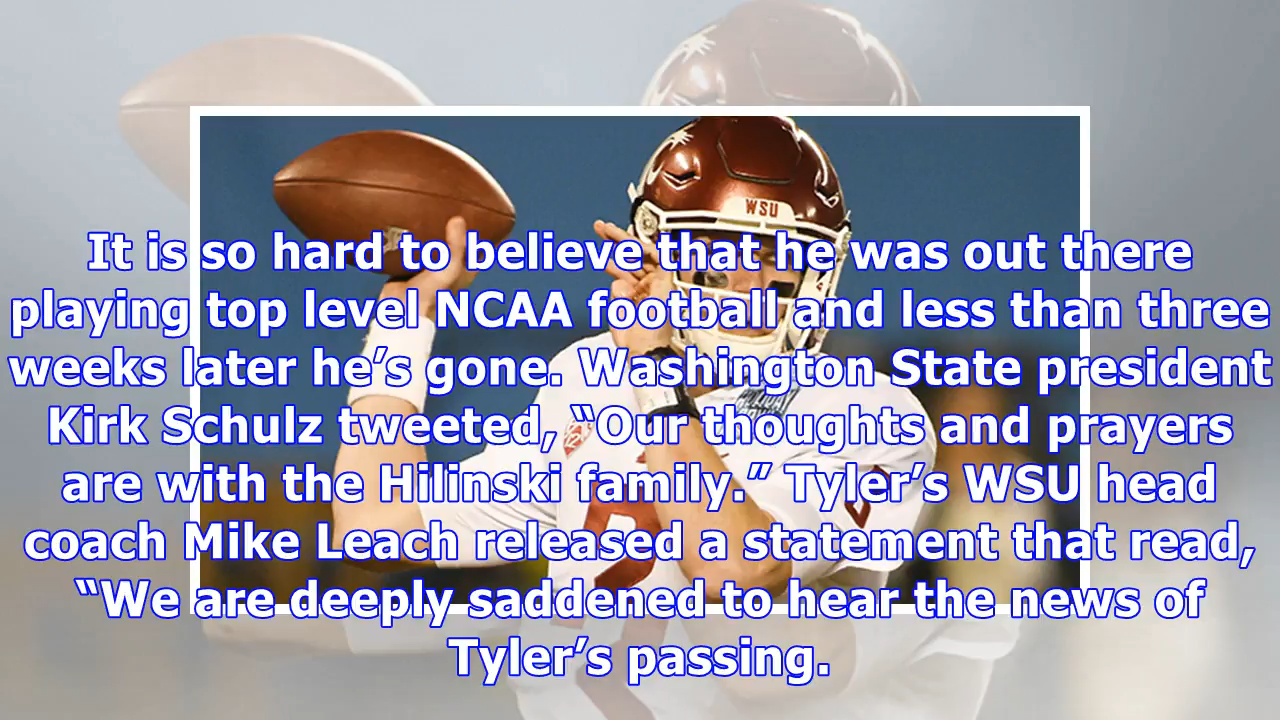 WSU
It is so hard to believe that he was out there
playing top level NCAA football and less than three
weeks later he’s gone. Washington State president
Kirk Schulz tweeted, “Our thoughts and prayers
are with the Hilinski family.” Tyler’s WSU head
coach Mike Leach released a statement that read,
“We are deeply saddened to hear the news of
Tyler’s passing.